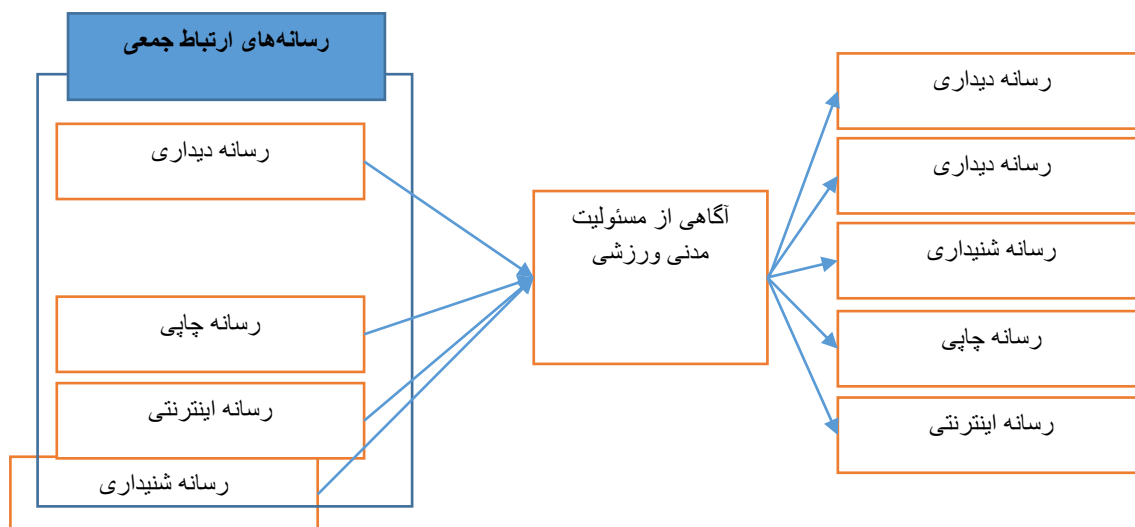 رسانه‌های ارتباط جمعی
رسانه دیداری
رسانه چاپی
رسانه اینترنتی
رسانه شنیداری
آگاهی از مسئولیت
مدنی ورزشی
رسانه دیداری
رسانه دیداری
رسانه شنیداری
رسانه چاپی
رسانه اینترنتی